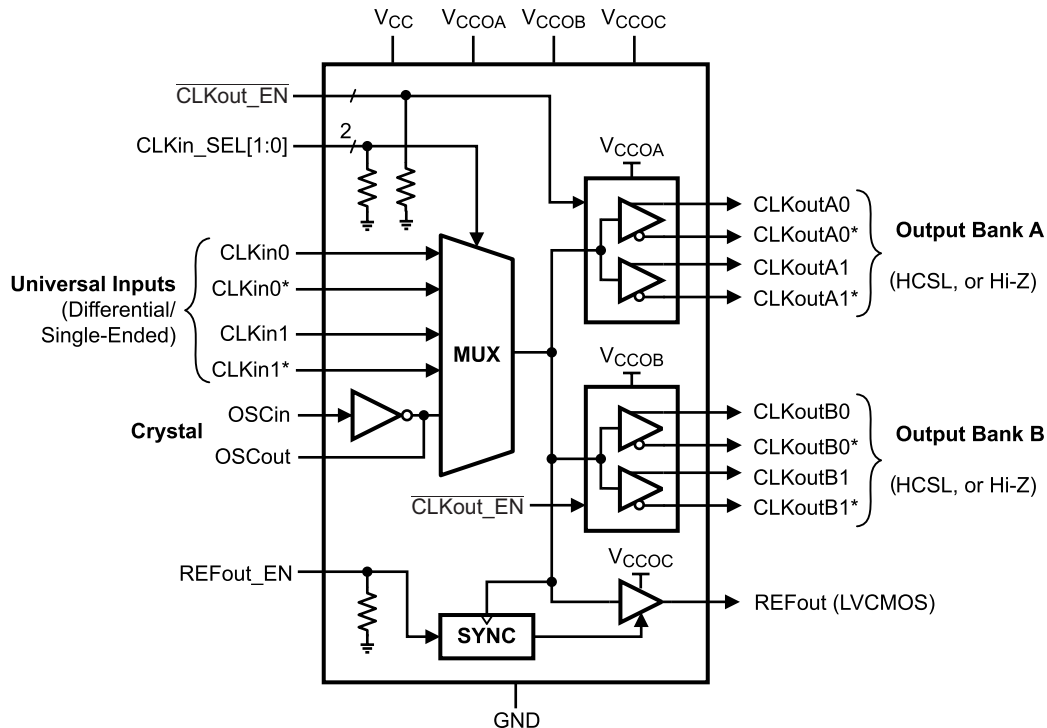 VCC VCCOA VCCOB VCCOC
CLKout_EN
2
CLKin_SEL[1:0]
VCCOA
CLKoutA0
CLKoutA0*
CLKoutA1
CLKoutA1*
Output Bank A
(HCSL, or Hi-Z)
Universal Inputs
(Differential/
Single-Ended)
CLKin0
CLKin0*
CLKin1
CLKin1*
MUX
Crystal
OSCin
OSCout
VCCOB
CLKoutB0
CLKoutB0*
CLKoutB1
CLKoutB1*
Output Bank B
(HCSL, or Hi-Z)
CLKout_EN
REFout_EN
SYNC
VCCOC
REFout (LVCMOS)
GND